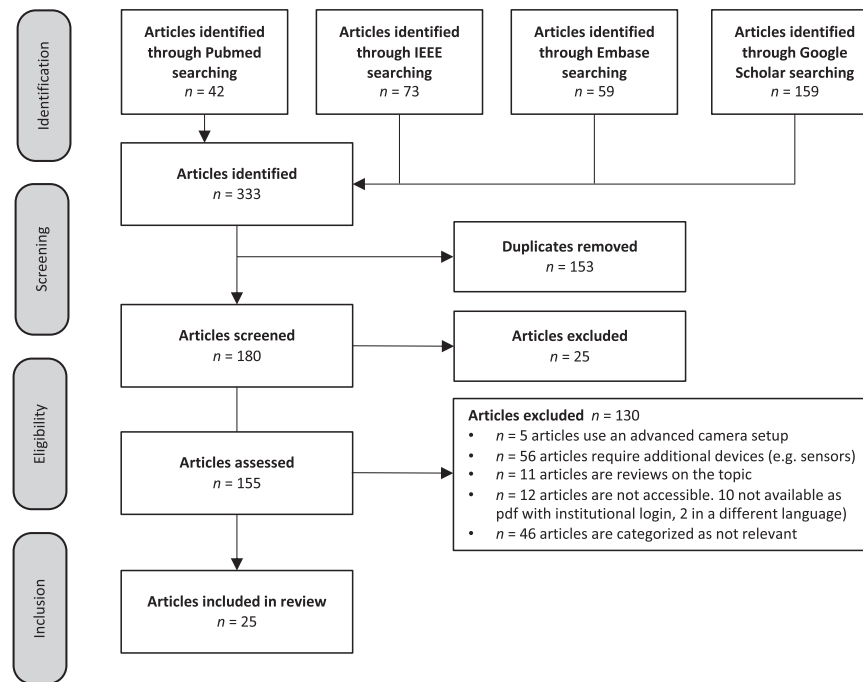 Identification
Articles identified
through Pubmed
searching
n = 42
Articles identified
through IEEE
searching
n = 73
Articles identified
through Embase
searching
n = 59
Articles identified
through Google
Scholar searching
n = 159
Articles identified
n = 333
Screening
Duplicates removed
n = 153
Articles screened
n = 180
Articles excluded
n = 25
Eligibility
Articles assessed
n = 155
Articles excluded n = 130
• n = 5 articles use an advanced camera setup
• n = 56 articles require additional devices (e.g. sensors)
• n = 11 articles are reviews on the topic
• n = 12 articles are not accessible. 10 not available as
pdf with institutional login, 2 in a different language)
• n = 46 articles are categorized as not relevant
Inclusion
Articles included in review
n = 25